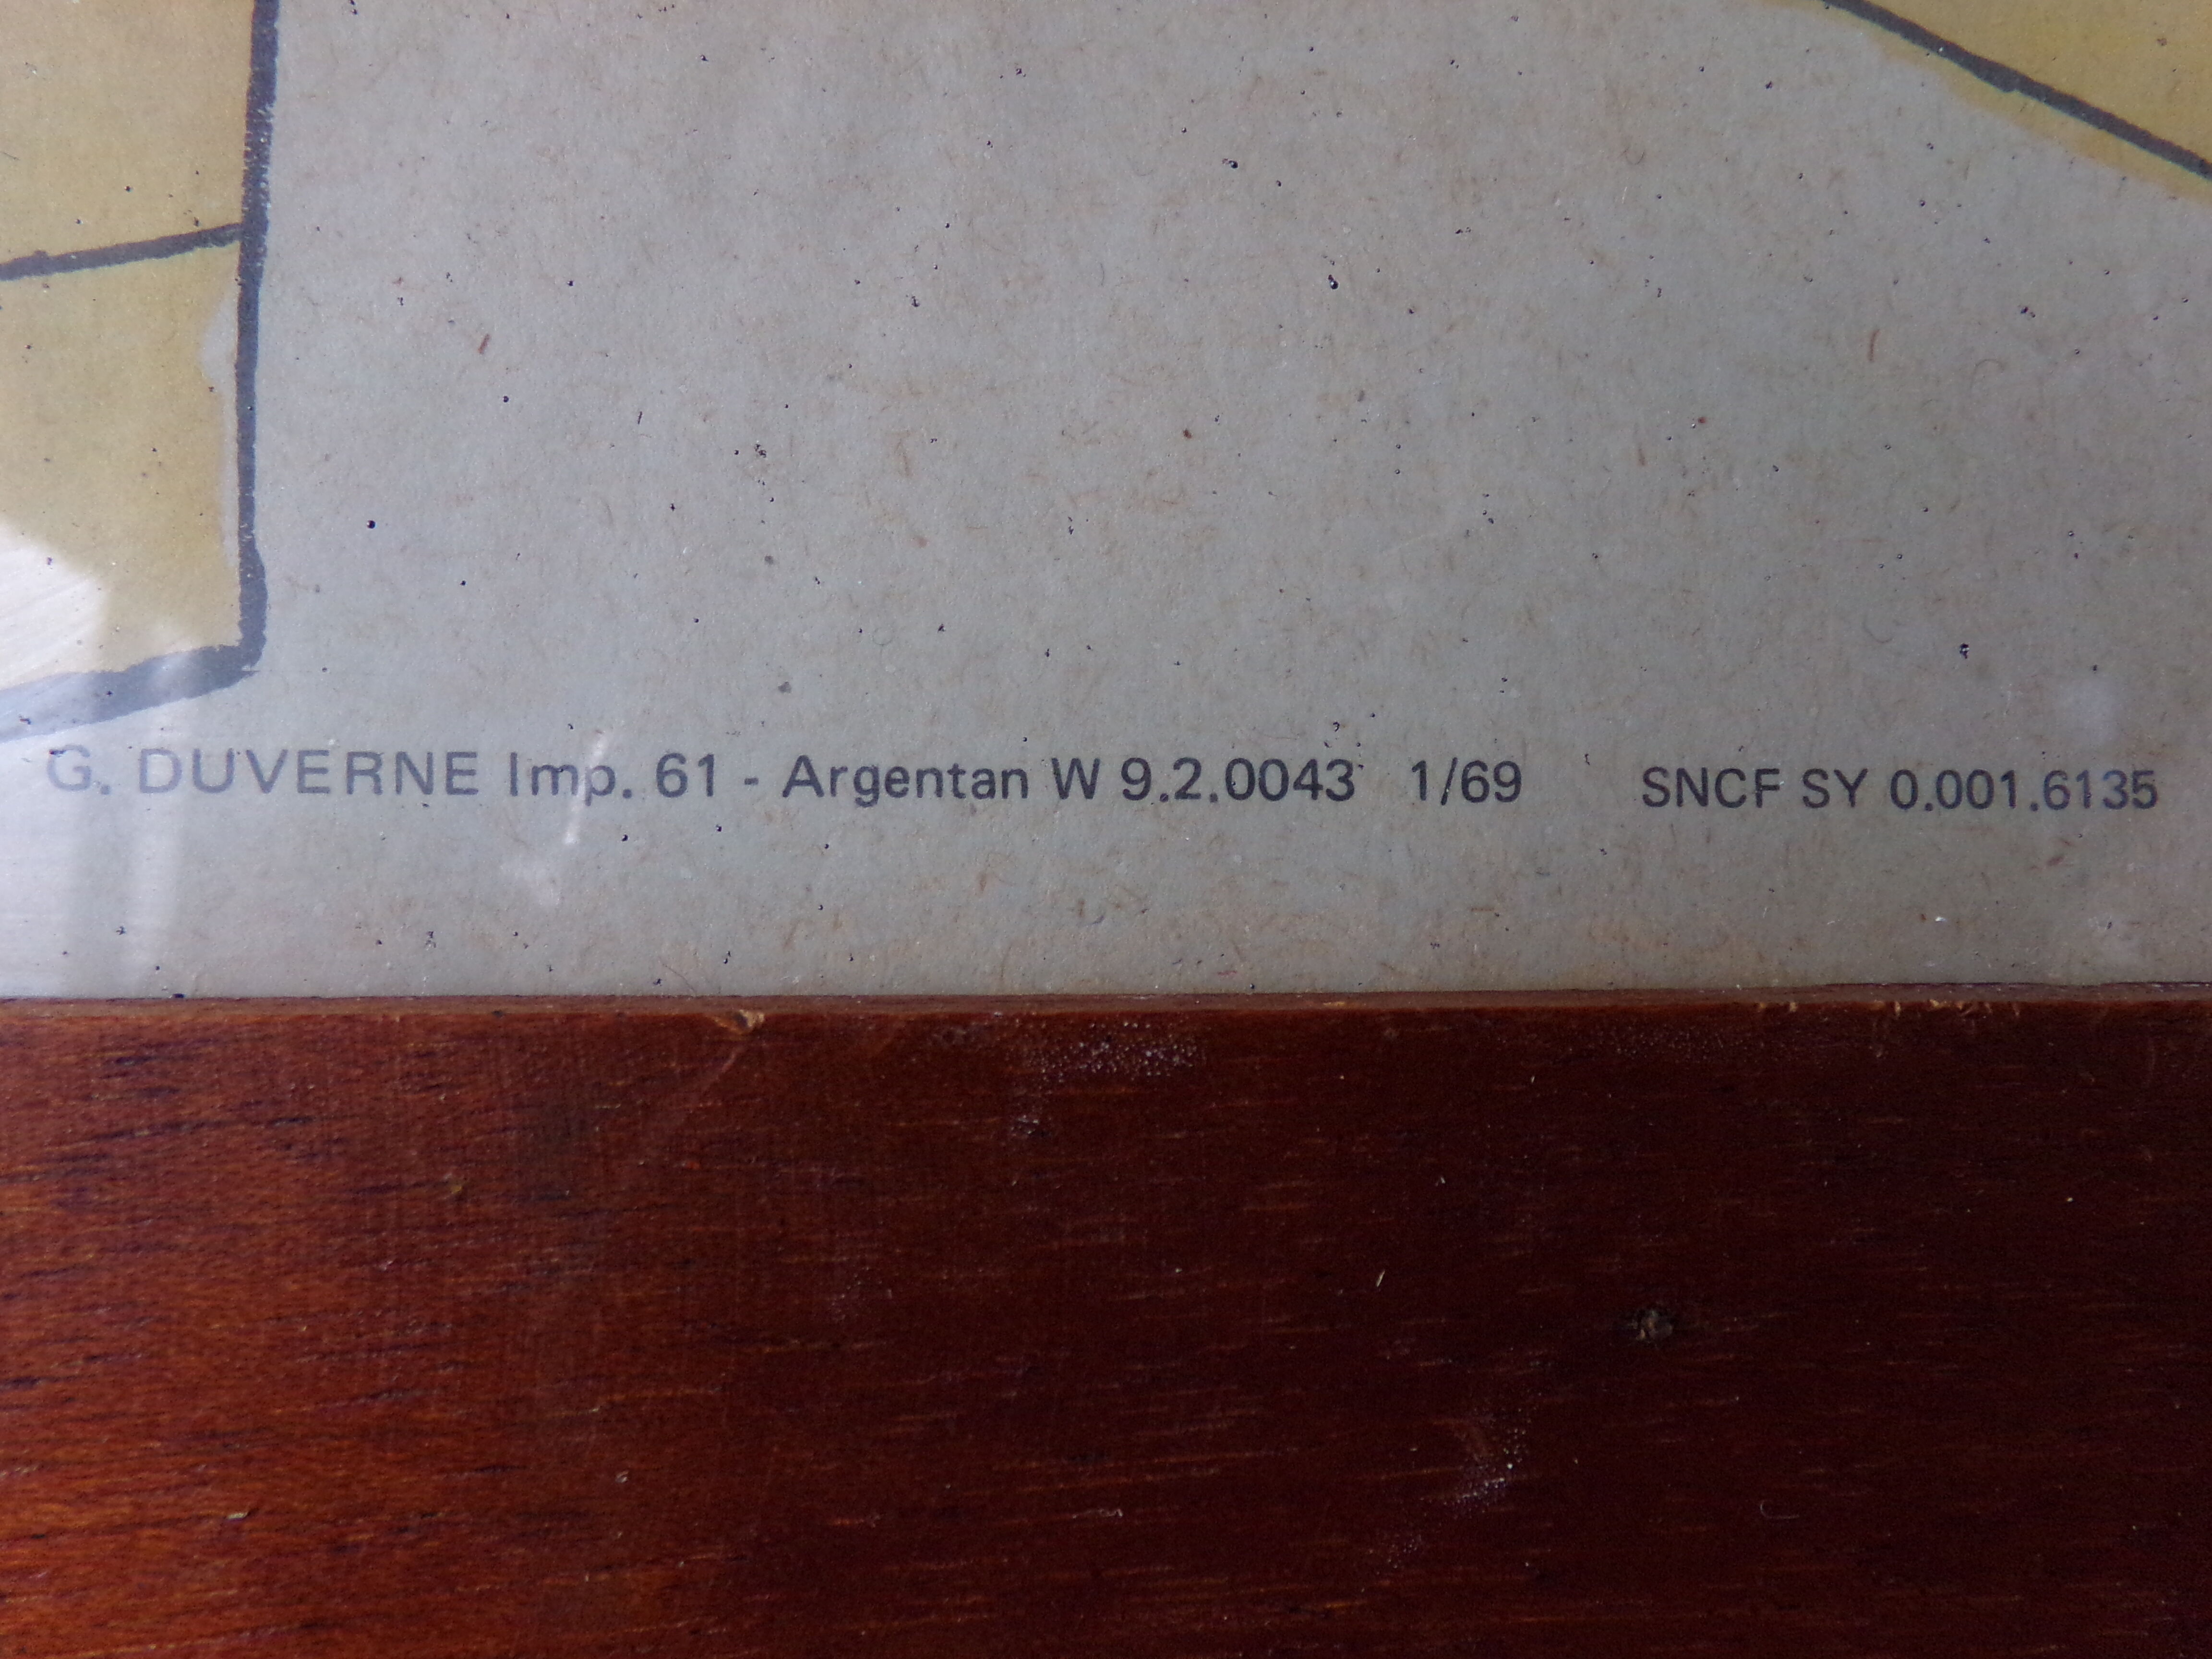 G. DUVERNE Imp. 61 - Argentan W 9.2.0043 1/69 SNCF SY 0.001.6135